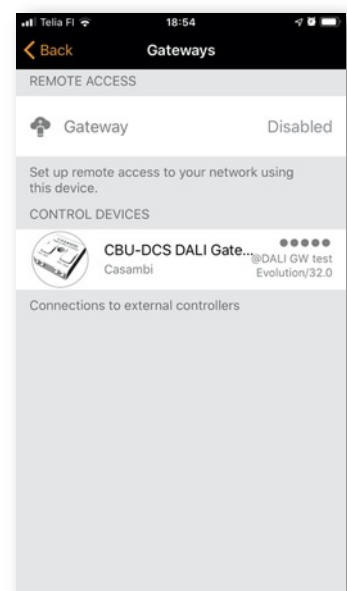 Telia FI 18:54
Back Gateways
REMOTE ACCESS
Gateway Disabled
Set up remote access to your network using
this device.
CONTROL DEVICES
CBU-DCS DALI Gate...
@DALI GW test
Casambi
Evolution/32.0
Connections to external controllers